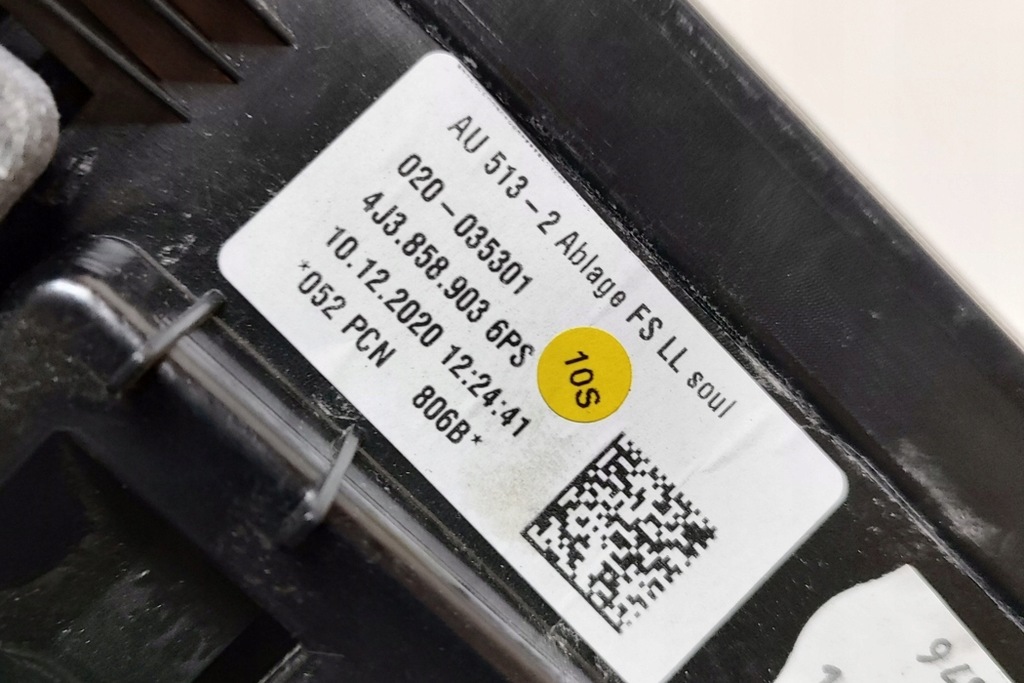 AU 513 - 2 Ablage FS LL soul
020 - 035301
4J3.858.903 6PS
10.12.2020 12:24:41
*052 PCN 806B*
10S